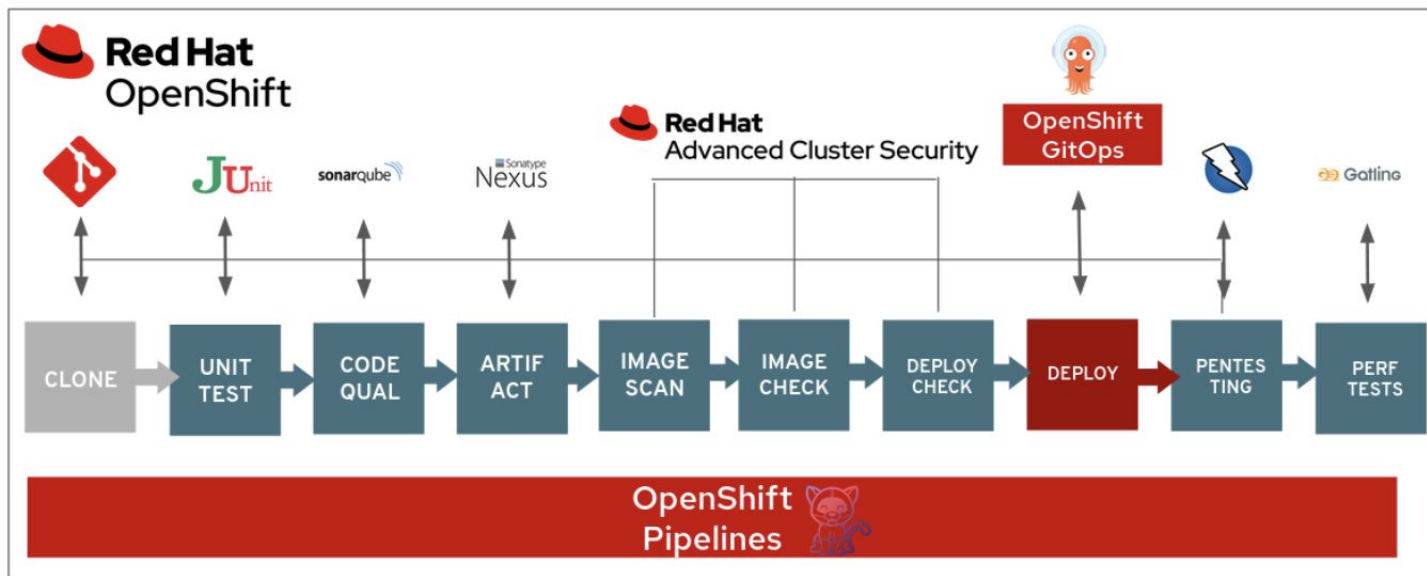 Red Hat
OpenShift
Red Hat
Advanced Cluster Security
OpenShift
GitOps
JUnit
sonarqube
Sonatype
Nexus
Gatling
CLONE
UNIT
TEST
CODE
QUAL
ARTIF
ACT
IMAGE
SCAN
IMAGE
CHECK
DEPLOY
CHECK
DEPLOY
PENTES
TING
PERF
TESTS
OpenShift
Pipelines